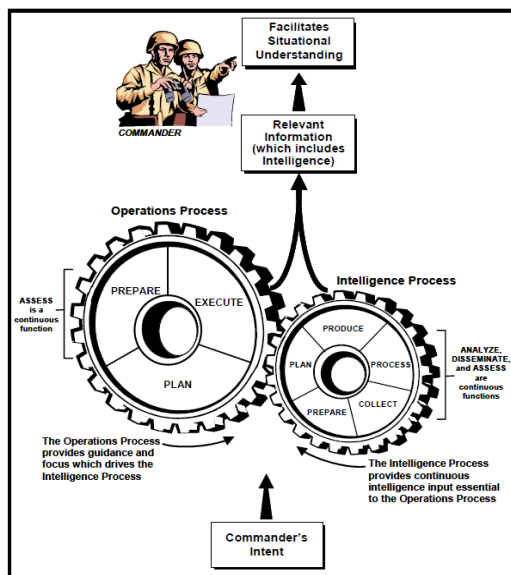 Facilitates
Situational
Understanding
COMMANDER
Relevant
Information
(which includes
Intelligence)
Operations Process
Intelligence Process
ASSESS
is a
continuous
function
PREPARE
EXECUTE
PLAN
PRODUCE
PLAN
PROCESS
PREPARE
COLLECT
ANALYZE,
DISSEMINATE,
and ASSESS
are
continuous
functions
The Operations Process
provides guidance and
focus which drives the
Intelligence Process
The Intelligence Process
provides continuous
intelligence input essential
to the Operations Process
Commander's
Intent